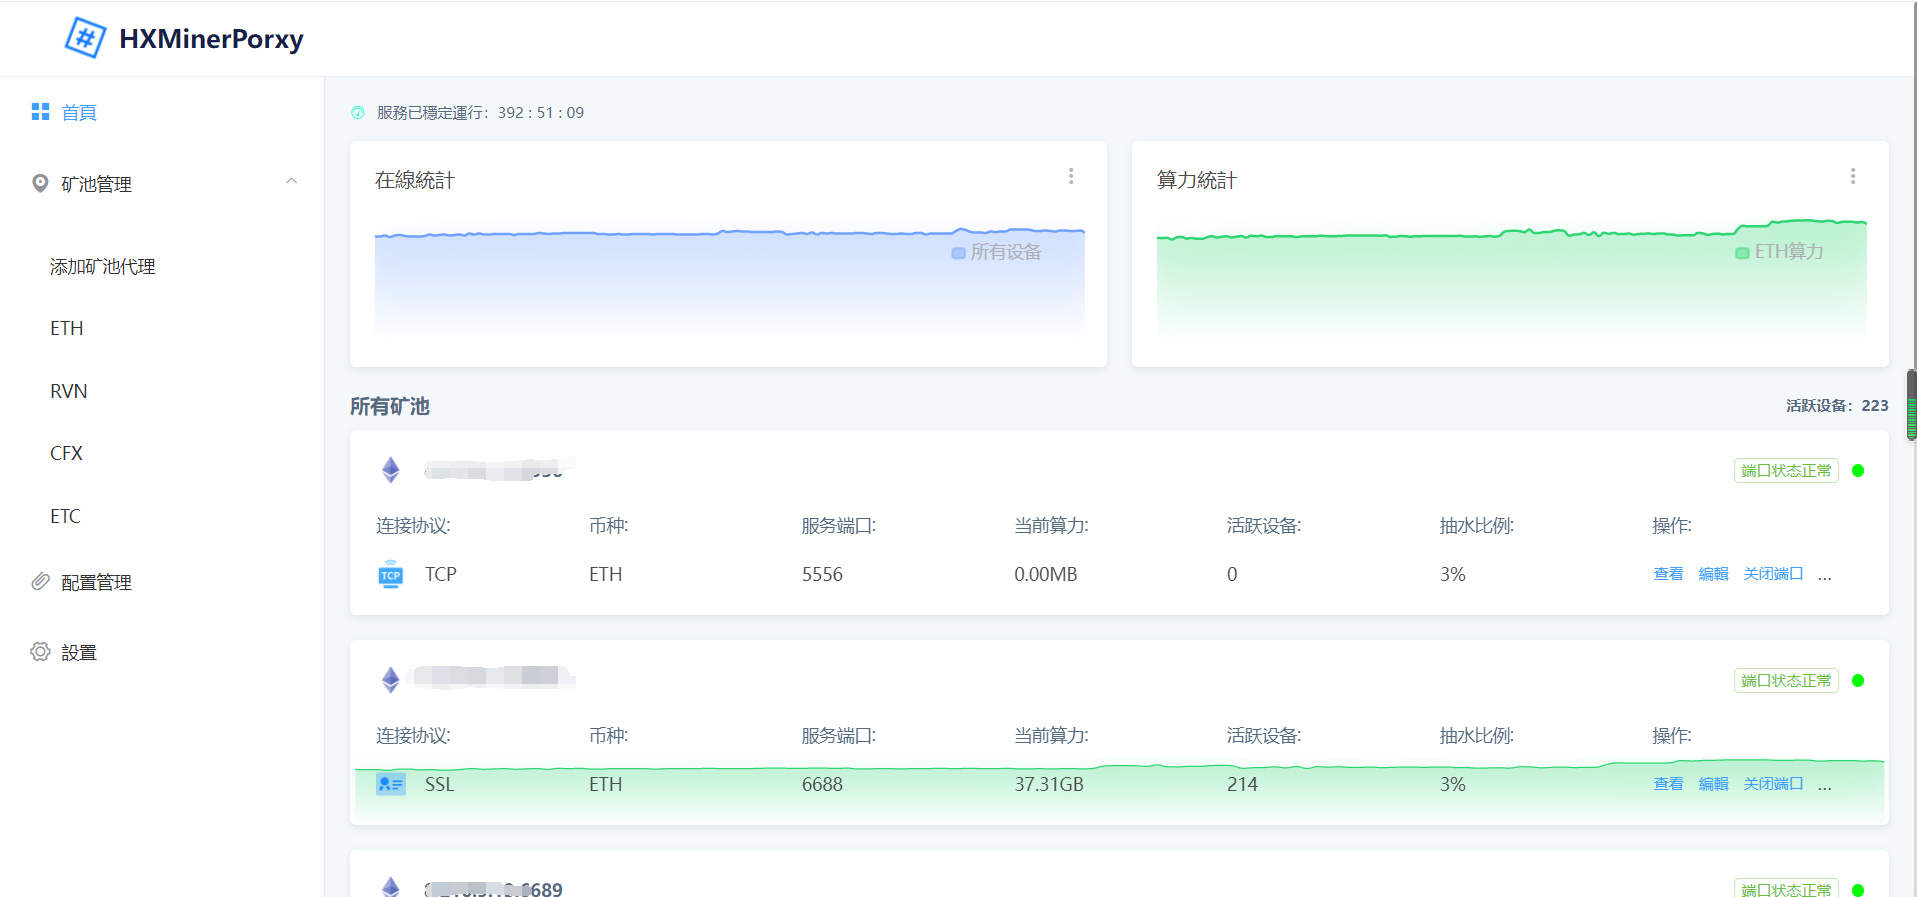 HXMinerPorxy
首頁
矿池管理
添加矿池代理
ETH
RVN
CFX
ETC
配置管理
設置
服務已穩定運行：392 : 51 : 09
在線統計
所有设备
算力統計
ETH算力
所有矿池
活跃设备：223
端口状态正常
连接协议: 币种: 服务端口: 当前算力: 活跃设备: 抽水比例: 操作:
TCP TCP ETH 5556 0.00MB 0 3% 查看 編輯 关闭端口 ...
端口状态正常
连接协议: 币种: 服务端口: 当前算力: 活跃设备: 抽水比例: 操作:
SSL ETH 6688 37.31GB 214 3% 查看 編輯 关闭端口 ...
6689 端口状态正常